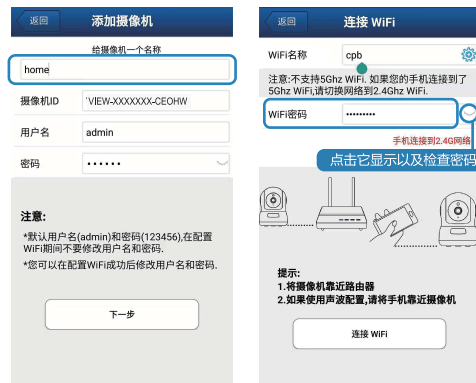 返回
添加摄像机
给摄像机一个名称
home
摄像机ID
'VIEW-XXXXXXX-CEOHW
用户名
admin
密码
••••••
注意:
*默认用户名(admin)和密码(123456),在配置
WiFi期间不要修改用户名和密码.
*您可以在配置WiFi成功后修改用户名和密码.
下一步
返回
连接 WiFi
WiFi名称
cpb
注意:不支持5Ghz WiFi. 如果您的手机连接到了
5Ghz WiFi,请切换网络到2.4Ghz WiFi.
WiFi密码
•••••••••
手机连接到2.4G网络
点击它显示以及检查密码
提示:
1.将摄像机靠近路由器
2.如果使用声波配置,请将手机靠近摄像机
连接 WiFi